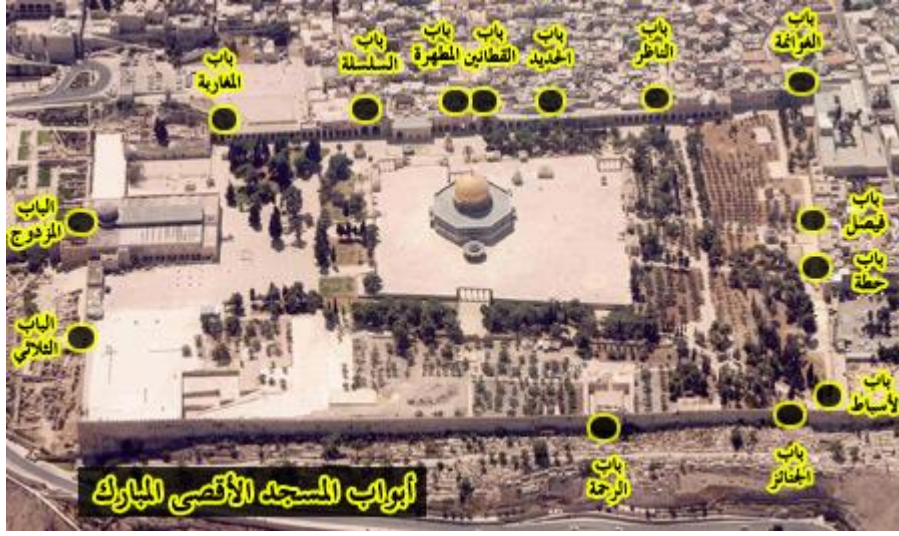 باب
الغوانمة
باب
الناظر
باب
الحديد
باب
القطانين
باب
المطهرة
باب
السلسلة
باب
المغاربة
باب
فيصل
الباب
المزدوج
باب
حطة
الباب
الثلاثي
باب
الأسباط
باب
الجنائز
باب
الرحمة
أبواب المسجد الأقصى المبارك